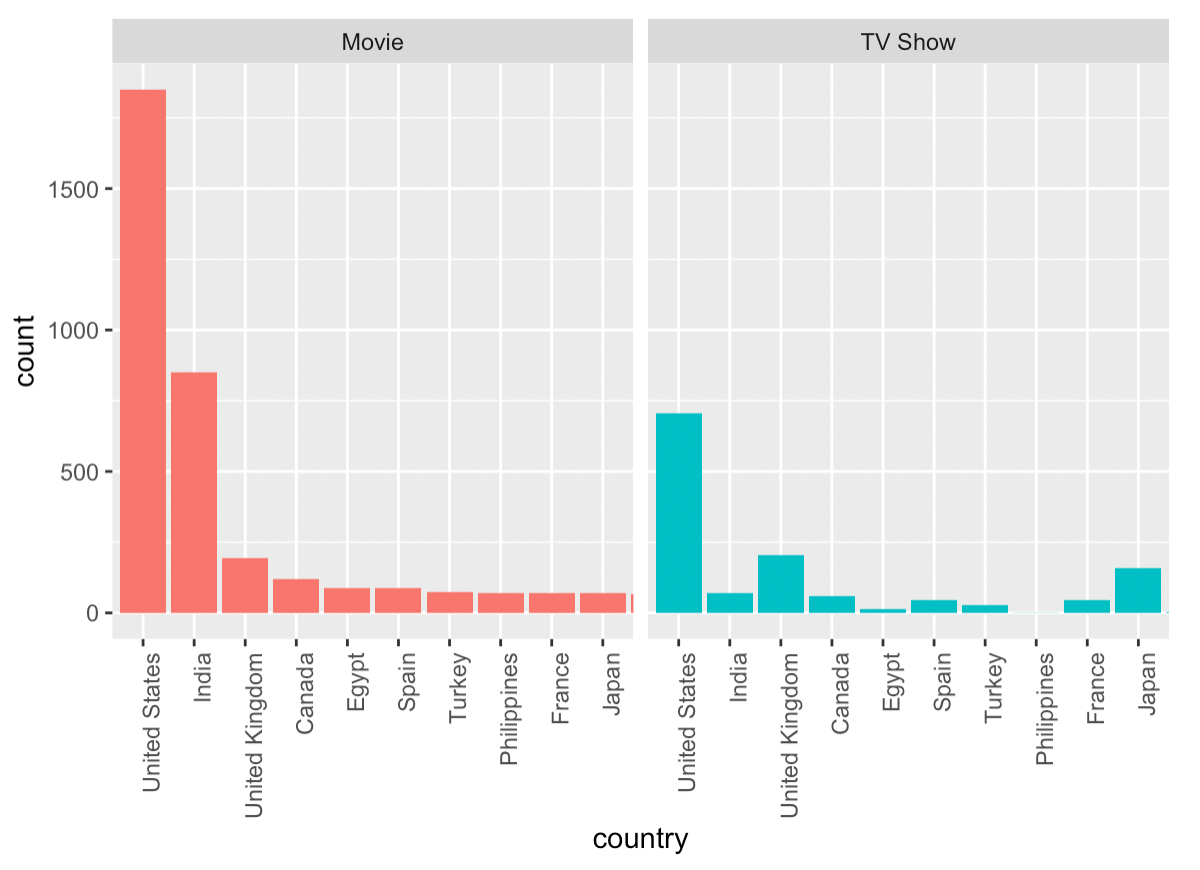 Movie
TV Show
count
1500
1000
500
0
United States
India
United Kingdom
Canada
Egypt
Spain
Turkey
Philippines
France
Japan
United States
India
United Kingdom
Canada
Egypt
Spain
Turkey
Philippines
France
Japan
country